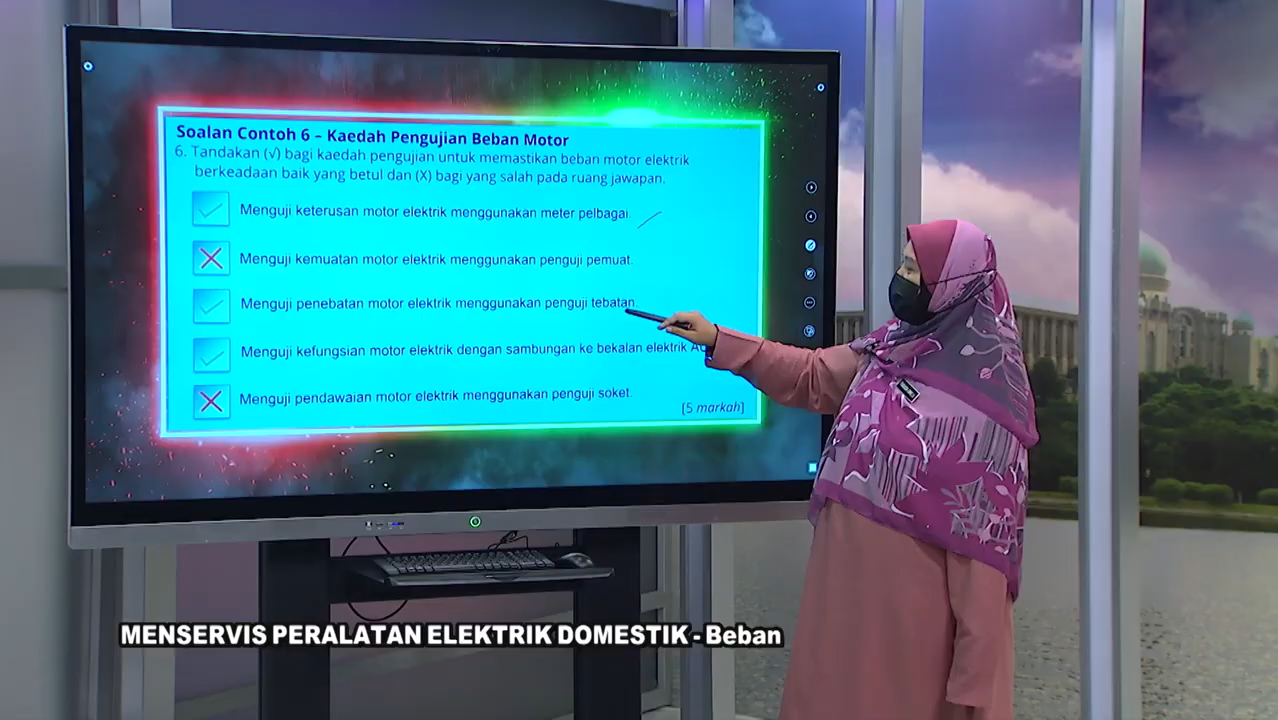 Soalan Contoh 6 – Kaedah Pengujian Beban Motor
6. Tandakan (√) bagi kaedah pengujian untuk memastikan beban motor elektrik
berkeadaan baik yang betul dan (X) bagi yang salah pada ruang jawapan.
Menguji keterusan motor elektrik menggunakan meter pelbagai.
Menguji kemuatan motor elektrik menggunakan penguji pemuat.
Menguji penebatan motor elektrik menggunakan penguji tebatan.
Menguji kefungsian motor elektrik dengan sambungan ke bekalan elektrik
Menguji pendawaian motor elektrik menggunakan penguji soket.
[5 markah]
MENSERVIS PERALATAN ELEKTRIK DOMESTIK - Beban